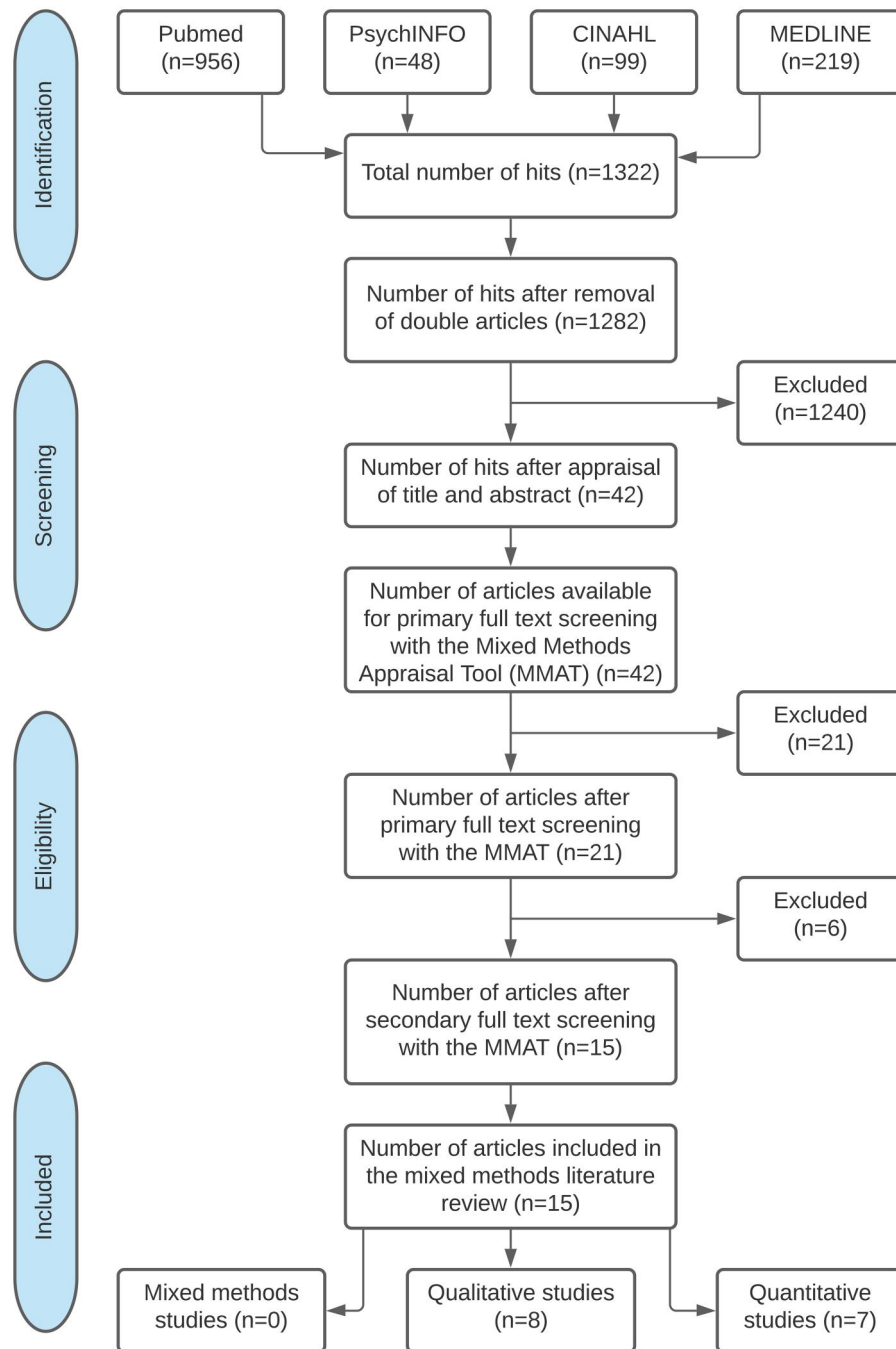 Pubmed
(n=956)
PsychINFO
(n=48)
CINAHL
(n=99)
MEDLINE
(n=219)
Identification
Total number of hits (n=1322)
Number of hits after removal
of double articles (n=1282)
Excluded
(n=1240)
Screening
Number of hits after appraisal
of title and abstract (n=42)
Number of articles available
for primary full text screening
with the Mixed Methods
Appraisal Tool (MMAT) (n=42)
Excluded
(n=21)
Eligibility
Number of articles after
primary full text screening
with the MMAT (n=21)
Excluded
(n=6)
Number of articles after
secondary full text screening
with the MMAT (n=15)
Included
Number of articles included in
the mixed methods literature
review (n=15)
Mixed methods
studies (n=0)
Qualitative studies
(n=8)
Quantitative
studies (n=7)